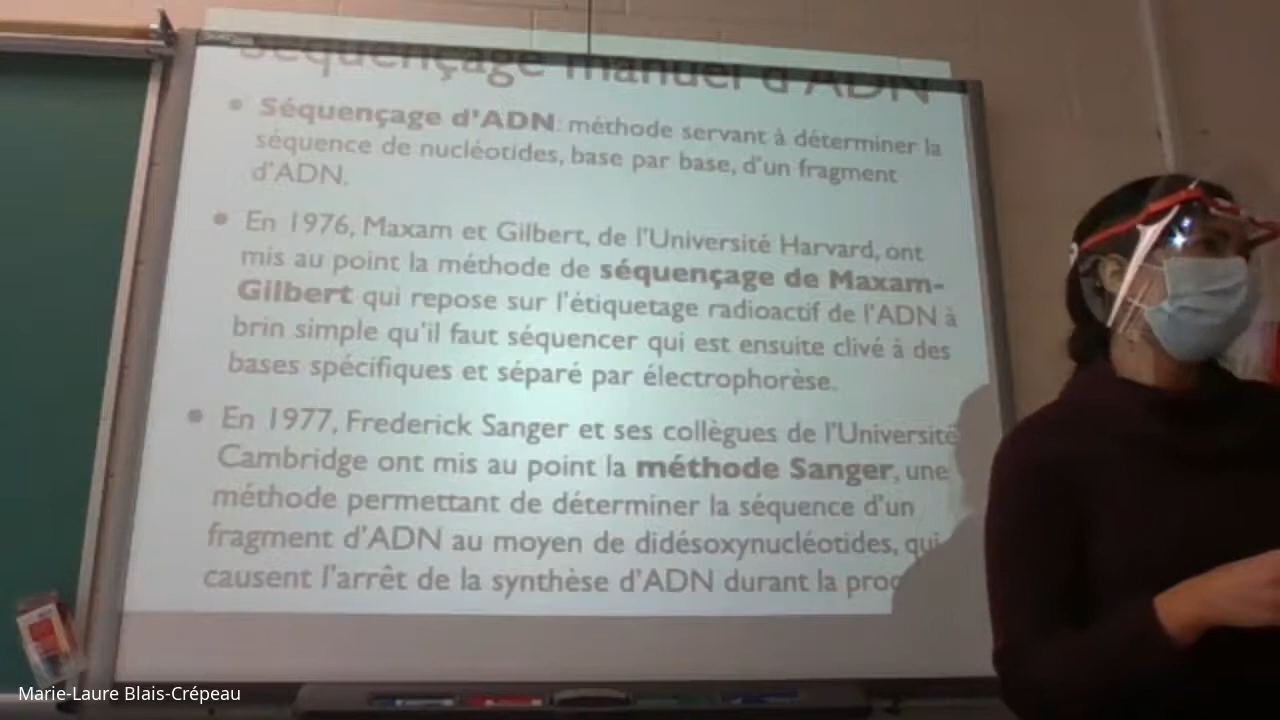 Séquençage manuel d'ADN
Séquençage d'ADN: méthode servant à déterminer la
séquence de nucléotides, base par base, d'un fragment
d'ADN.
En 1976, Maxam et Gilbert, de l'Université Harvard, ont
mis au point la méthode de séquençage de Maxam-
Gilbert qui repose sur l'étiquetage radioactif de l'ADN à
brin simple qu'il faut séquencer qui est ensuite clivé à des
bases spécifiques et séparé par électrophorèse.
En 1977, Frederick Sanger et ses collègues de l'Université
Cambridge ont mis au point la méthode Sanger, une
méthode permettant de déterminer la séquence d'un
fragment d'ADN au moyen de didésoxynucléotides, qui
causent l'arrêt de la synthèse d'ADN durant la
Marie-Laure Blais-Crépeau